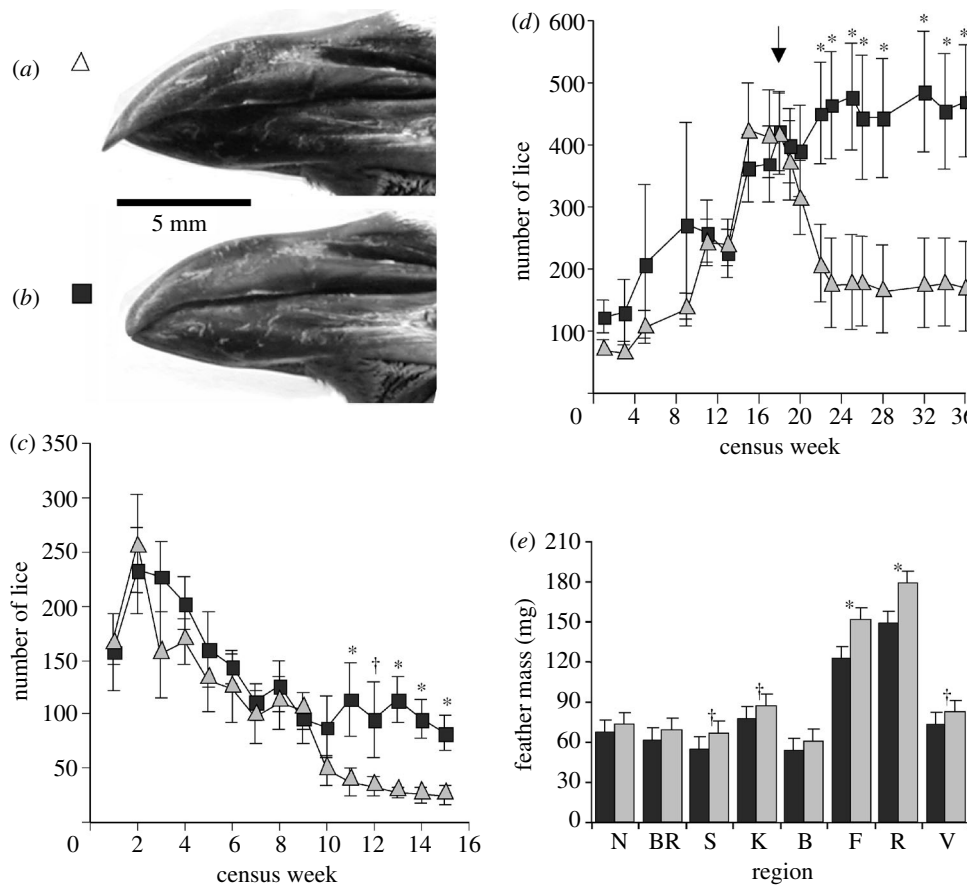 (a)
5 mm
(b)
(c)
350
300
250
200
150
100
50
0
number of lice
* † * * *
2 4 6 8 10 12 14 16
census week
(d)
600
500
400
300
200
100
0
number of lice
* * * * * * * *
4 8 12 16 20 24 28 32 36
census week
(e)
210
180
150
120
90
60
30
0
feather mass (mg)
† † * * †
N BR S K B F R V
region